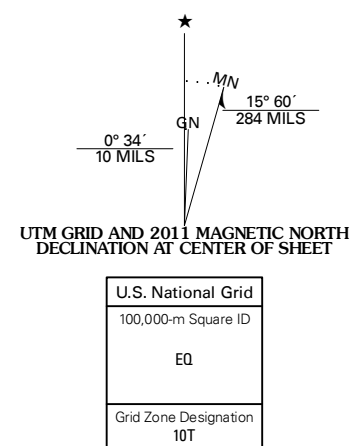 ★
MN
15° 60´
284 MILS
GN
0° 34´
10 MILS
UTM GRID AND 2011 MAGNETIC NORTH
DECLINATION AT CENTER OF SHEET
U.S. National Grid
100,000-m Square ID
EQ
Grid Zone Designation
10T